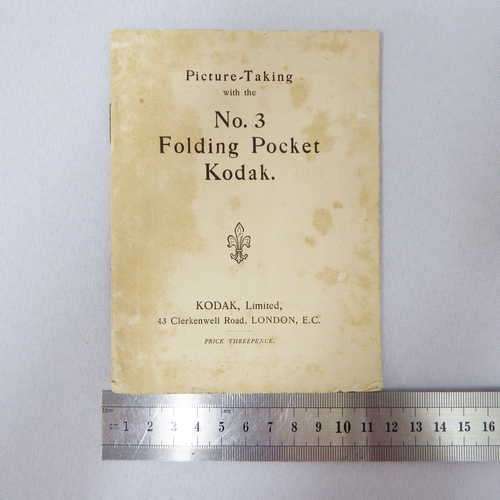 Picture-Taking
with the
No. 3
Folding Pocket
Kodak.
KODAK, Limited,
43 Clerkenwell Road, LONDON, E.C.
PRICE THREEPENCE.
1 2 3 4 5 6 7 8 9 10 11 12 13 14 15 16